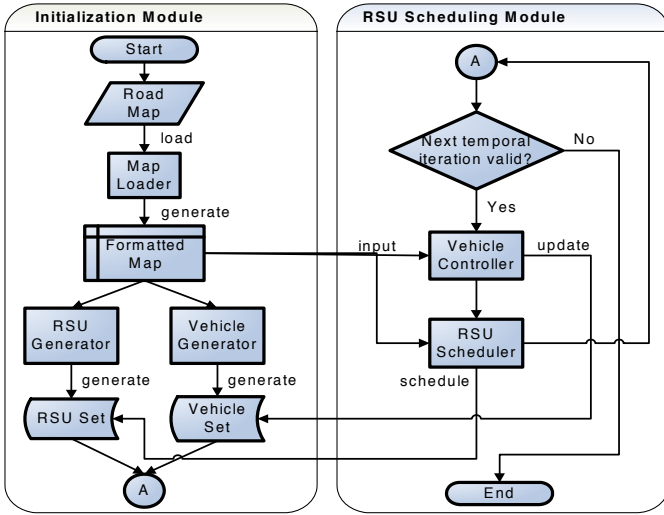 Initialization Module
Start
Road
Map
load
Map
Loader
generate
Formatted
Map
RSU
Generator
Vehicle
Generator
generate
generate
RSU Set
Vehicle
Set
A
RSU Scheduling Module
A
Next temporal
iteration valid?
No
Yes
input
Vehicle
Controller
update
RSU
Scheduler
schedule
End